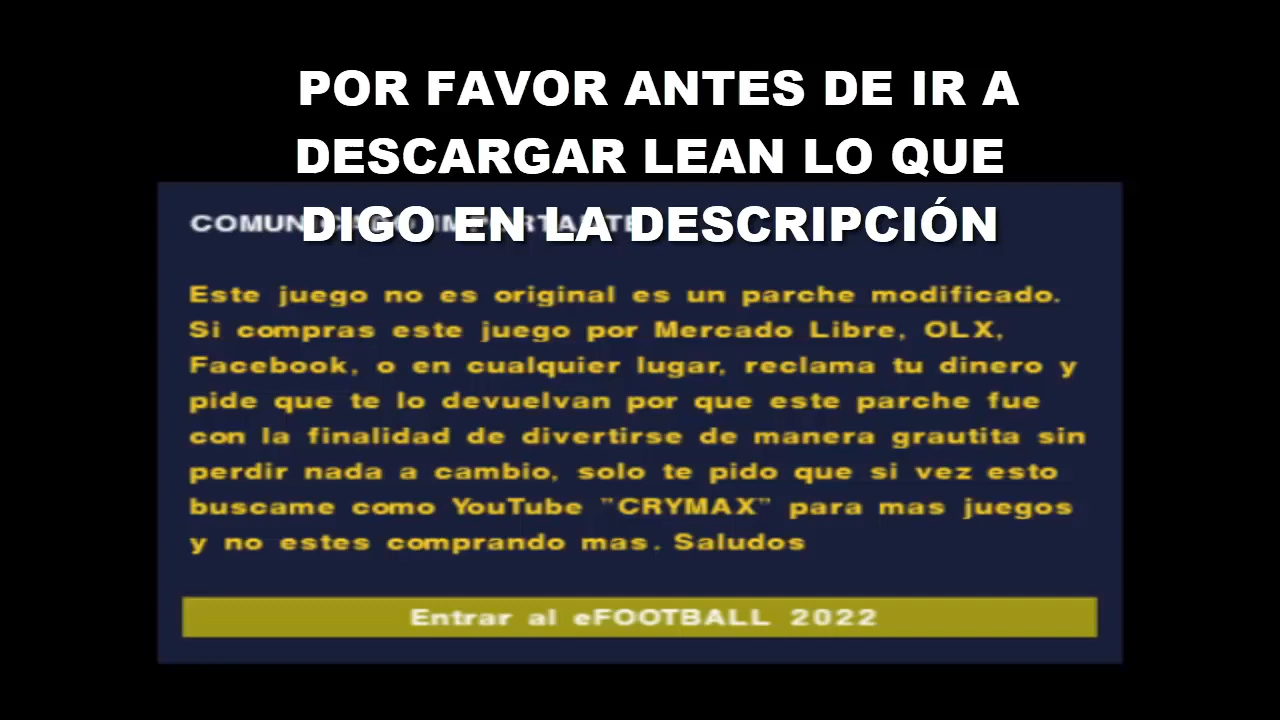 POR FAVOR ANTES DE IR A
DESCARGAR LEAN LO QUE
DIGO EN LA DESCRIPCIÓN
COMUNICADO IMPORTANTE
Este juego no es original es un parche modificado.
Si compras este juego por Mercado Libre, OLX,
Facebook, o en cualquier lugar, reclama tu dinero y
pide que te lo devuelvan por que este parche fue
con la finalidad de divertirse de manera grautita sin
perdir nada a cambio, solo te pido que si vez esto
buscame como YouTube "CRYMAX" para mas juegos
y no estes comprando mas. Saludos
Entrar al eFOOTBALL 2022